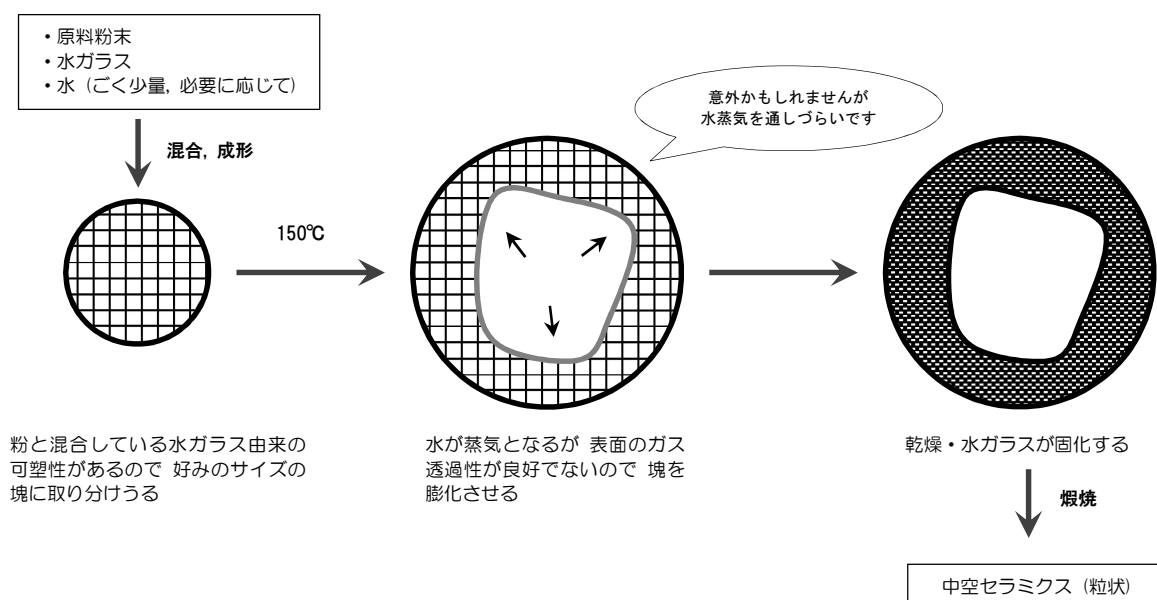 ・原料粉末
・水ガラス
・水（ごく少量, 必要に応じて）
混合, 成形
150℃
意外かもしれませんが
水蒸気を通しづらいです
粉と混合している水ガラス由来の
可塑性があるので 好みのサイズの
塊に取り分けうる
水が蒸気となるが 表面のガス
透過性が良好でないので 塊を
膨化させる
乾燥・水ガラスが固化する
煆焼
中空セラミクス（粒状）